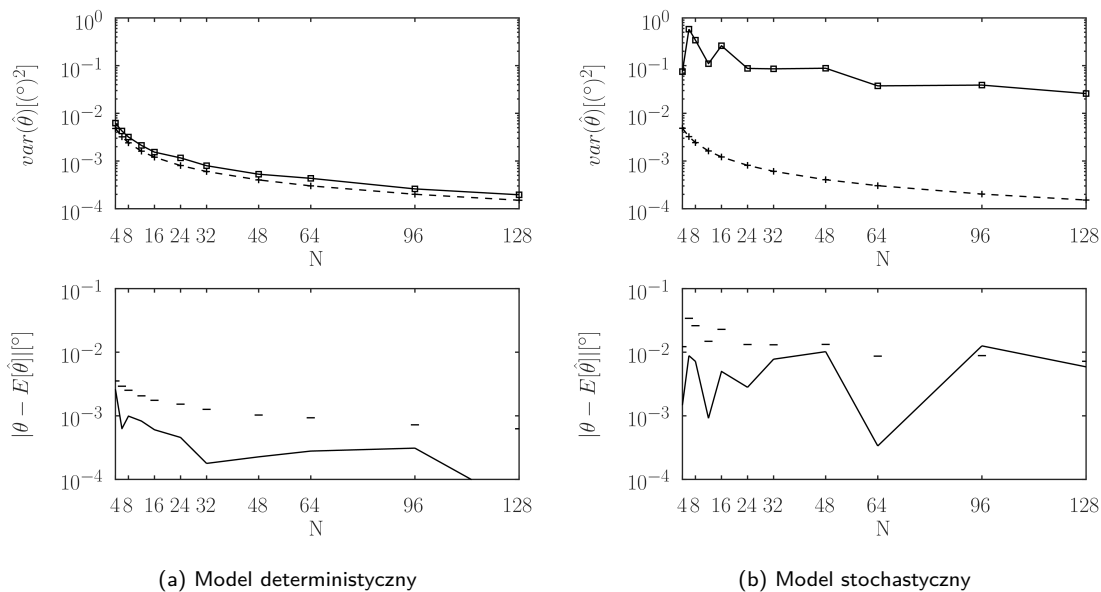 10^0
10^{-1}
10^{-2}
10^{-3}
10^{-4}
var(\hat{θ})[(°)^2]
4 8 16 24 32 48 64 96 128
N
10^{-1}
10^{-2}
10^{-3}
10^{-4}
|θ − E[\hat{θ}]|[°]
4 8 16 24 32 48 64 96 128
N
(a) Model deterministyczny
10^0
10^{-1}
10^{-2}
10^{-3}
10^{-4}
var(\hat{θ})[(°)^2]
4 8 16 24 32 48 64 96 128
N
10^{-1}
10^{-2}
10^{-3}
10^{-4}
|θ − E[\hat{θ}]|[°]
4 8 16 24 32 48 64 96 128
N
(b) Model stochastyczny